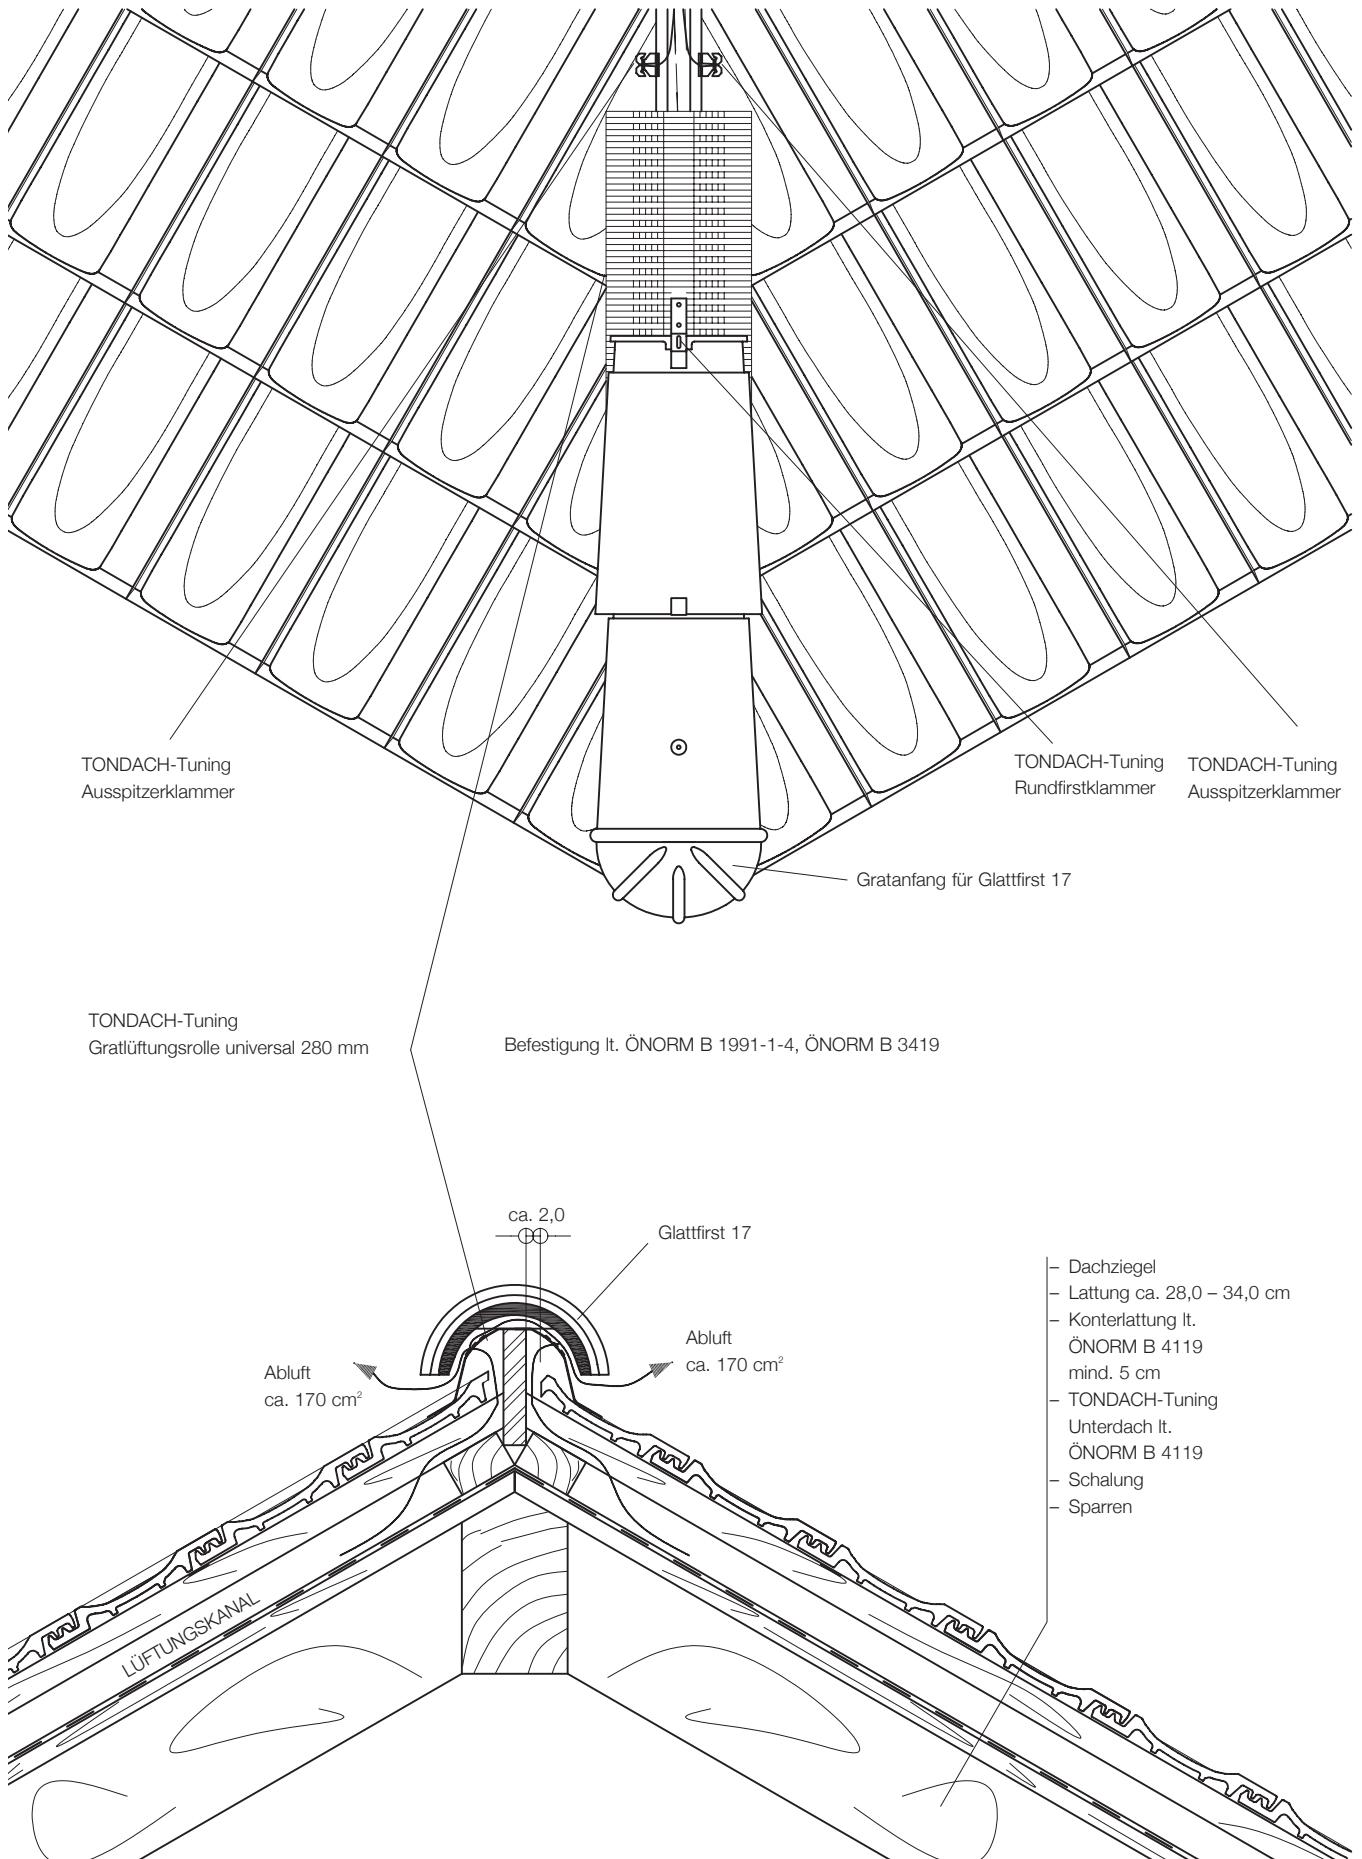 TONDACH-Tuning
Ausspitzerklammer
TONDACH-Tuning
Rundfirstklammer
TONDACH-Tuning
Ausspitzerklammer
Gratanfang für Glattfirst 17
TONDACH-Tuning
Gratlüftungsrolle universal 280 mm
Befestigung lt. ÖNORM B 1991-1-4, ÖNORM B 3419
ca. 2,0
Glattfirst 17
Abluft
ca. 170 cm²
Abluft
ca. 170 cm²
– Dachziegel
– Lattung ca. 28,0 – 34,0 cm
– Konterlattung lt.
ÖNORM B 4119
mind. 5 cm
– TONDACH-Tuning
Unterdach lt.
ÖNORM B 4119
– Schalung
– Sparren
LÜFTUNGSKANAL